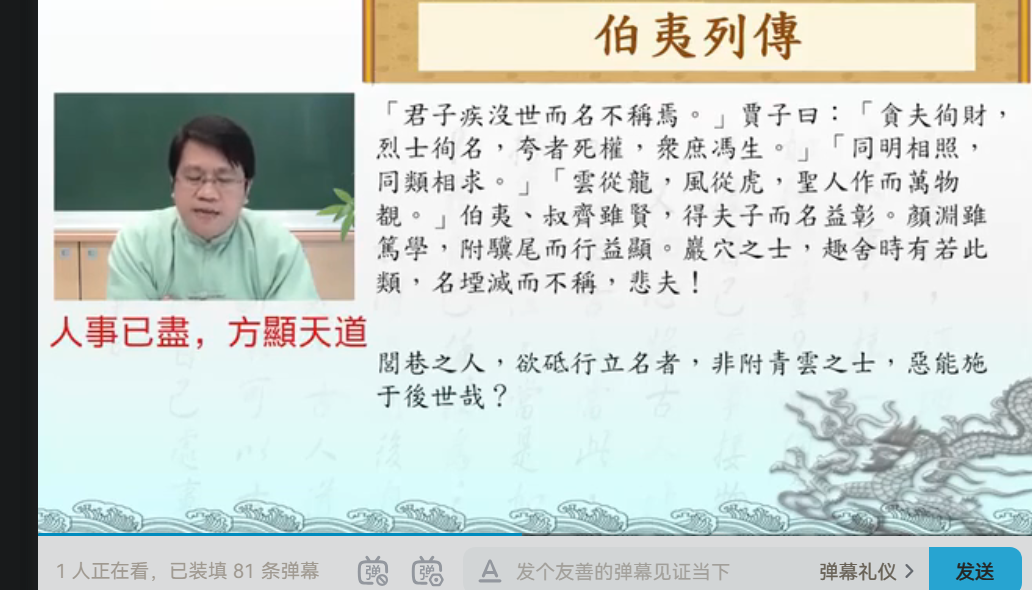 伯夷列傳
「君子疾沒世而名不稱焉。」賈子曰：「貪夫徇財，
烈士徇名，夸者死權，衆庶馮生。」「同明相照，
同類相求。」「雲從龍，風從虎，聖人作而萬物
覩。」伯夷、叔齊雖賢，得夫子而名益彰。顏淵雖
篤學，附驥尾而行益顯。巖穴之士，趣舍時有若此
類，名堙滅而不稱，悲夫！
人事已盡，方顯天道
閭巷之人，欲砥行立名者，非附青雲之士，惡能施
于後世哉？
1 人正在看，已装填 81 条弹幕
弹
弹
A
发个友善的弹幕见证当下
弹幕礼仪 >
发送